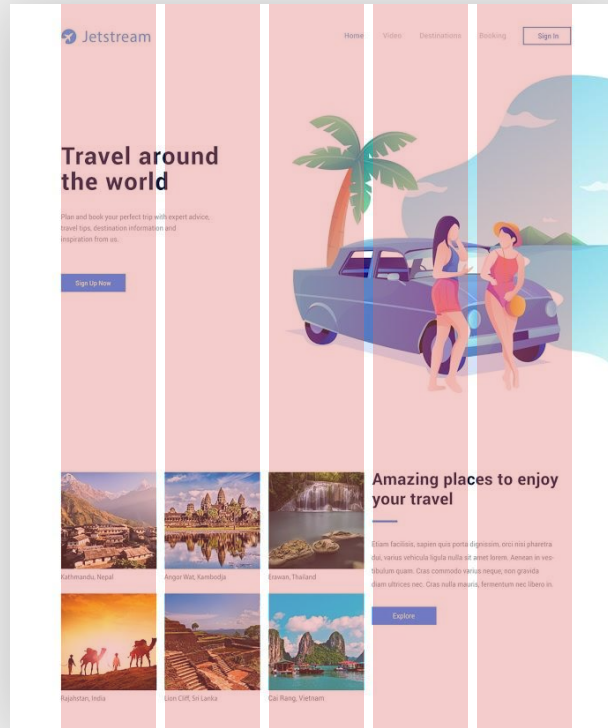 Jetstream
Home Video Destinations Booking Sign In
Travel around
the world
Plan and book your perfect trip with expert advice,
travel tips, destination information and
inspiration from us.
Sign Up Now
Amazing places to enjoy
your travel
Etiam facilisis, sapien quis porta dignissim, orci nisi pharetra
dui, varius vehicula ligula nulla sit amet lorem. Aenean in ves-
tibulum quam. Cras commodo varius neque, non gravida
diam ultrices nec. Cras nulla mauris, fermentum nec libero in
Explore
Kathmandu, Nepal
Angur Wat, Kambodja
Erawan, Thailand
Rajahstan, India
Lion Cliff, Sri Lanka
Cai Rang, Vietnam